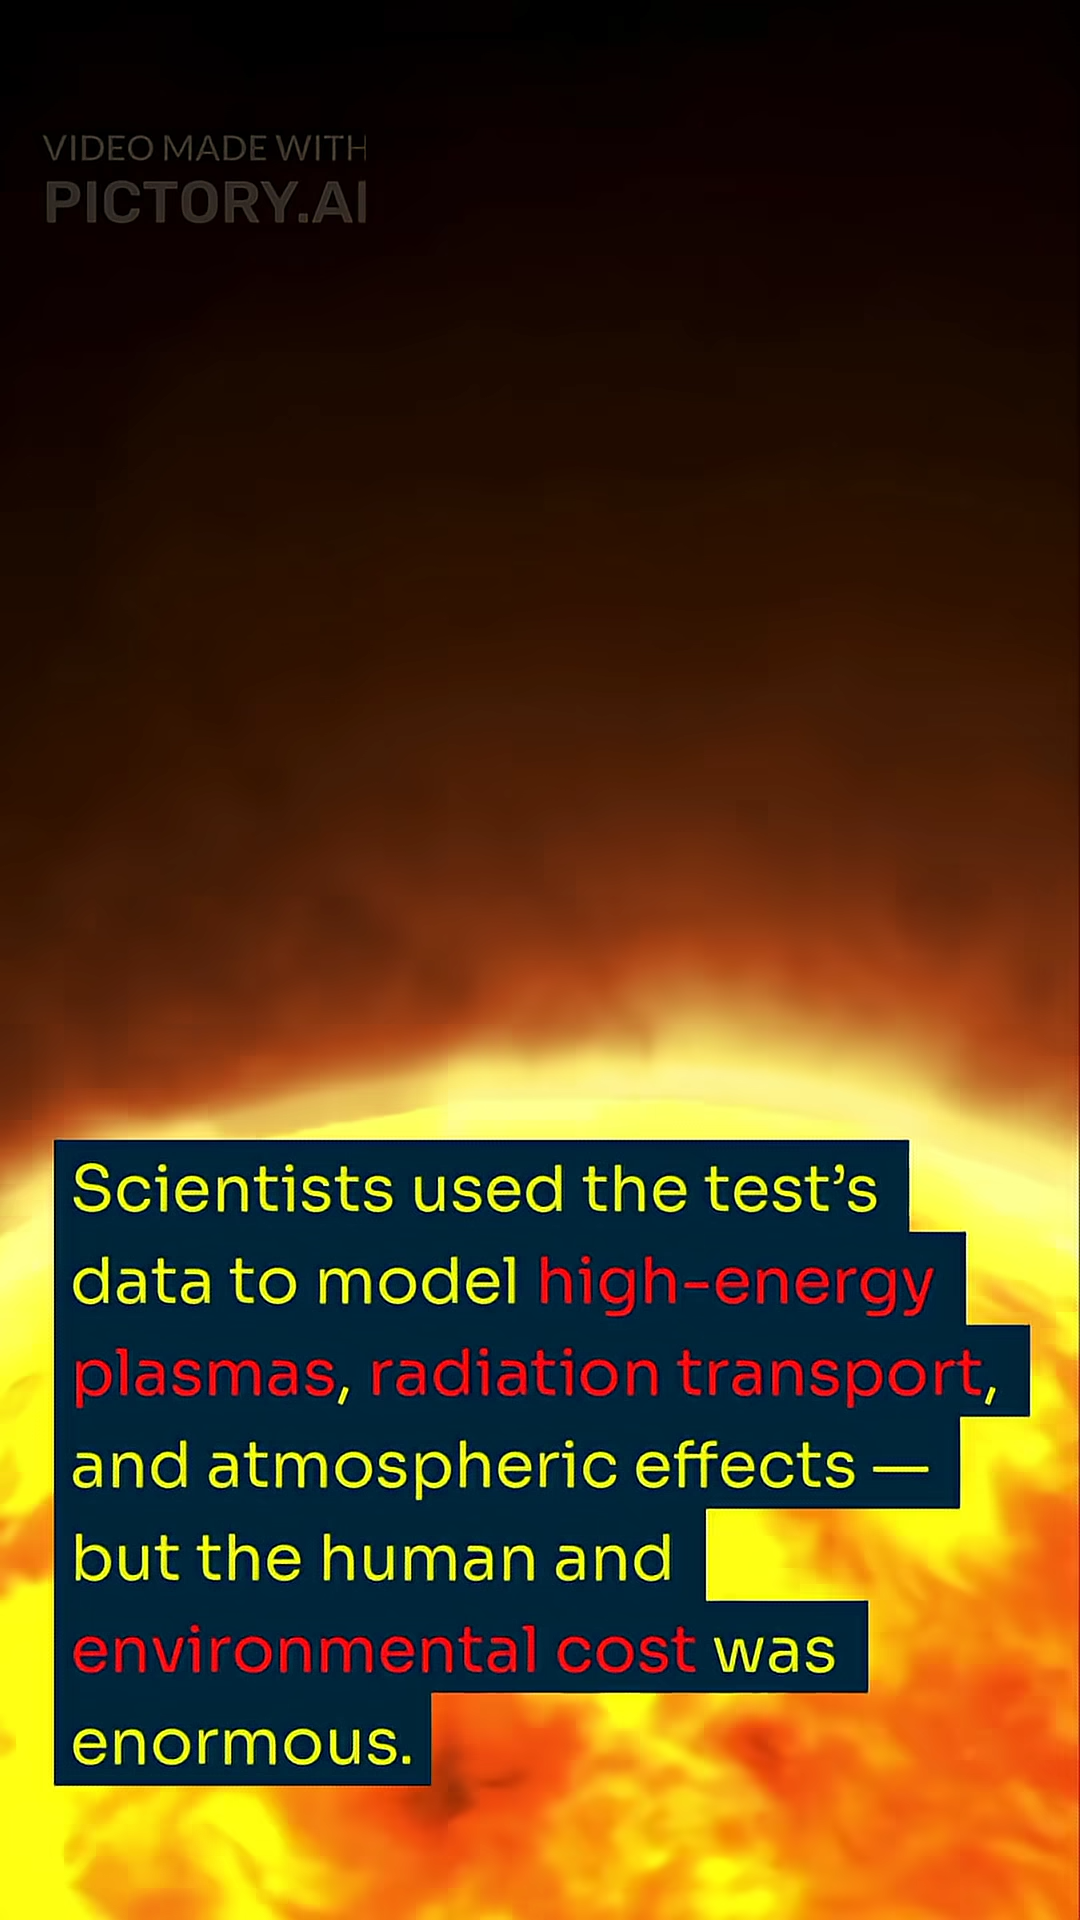 VIDEO MADE WITH
PICTORY.AI
Scientists used the test’s
data to model high-energy
plasmas, radiation transport,
and atmospheric effects —
but the human and
environmental cost was
enormous.